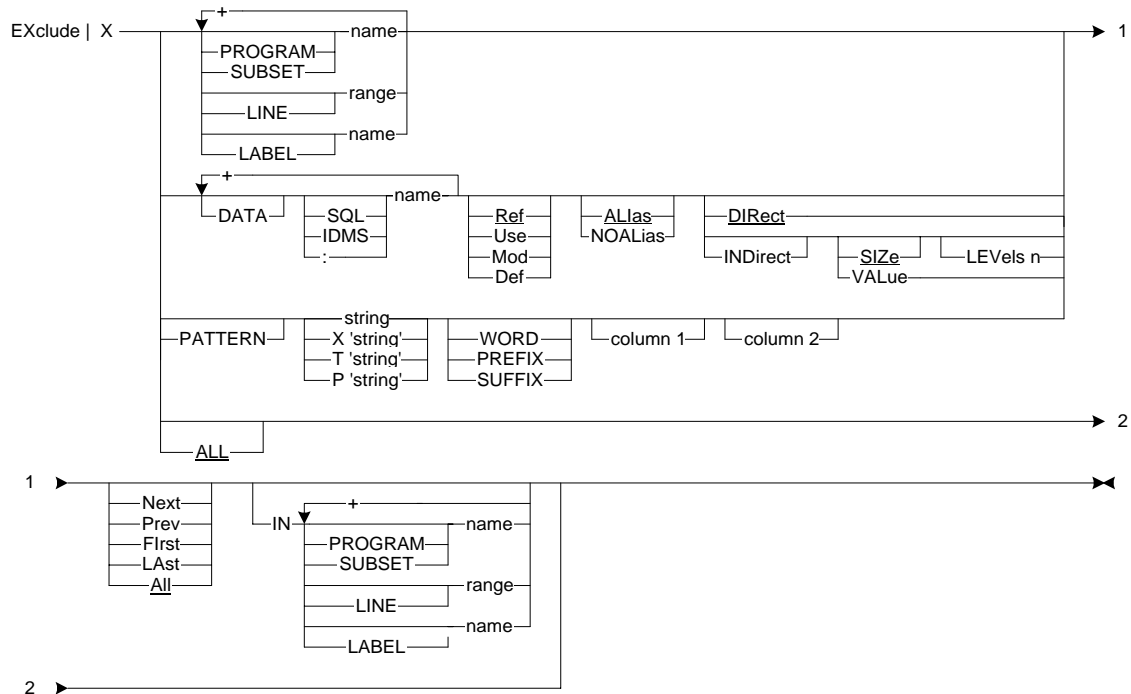 +
EXclude | X name 1
PROGRAM
SUBSET
range
LINE
name
LABEL
+
name
DATA SQL Ref ALIas DIRect
IDMS Use NOALias INDirect SIZe LEVels n
: Mod VALue
Def
string
PATTERN X 'string' WORD column 1 column 2
T 'string' PREFIX
P 'string' SUFFIX
2
ALL
1
Next +
Prev IN name
FIrst PROGRAM
LAst SUBSET
All range
LINE
name
LABEL
2